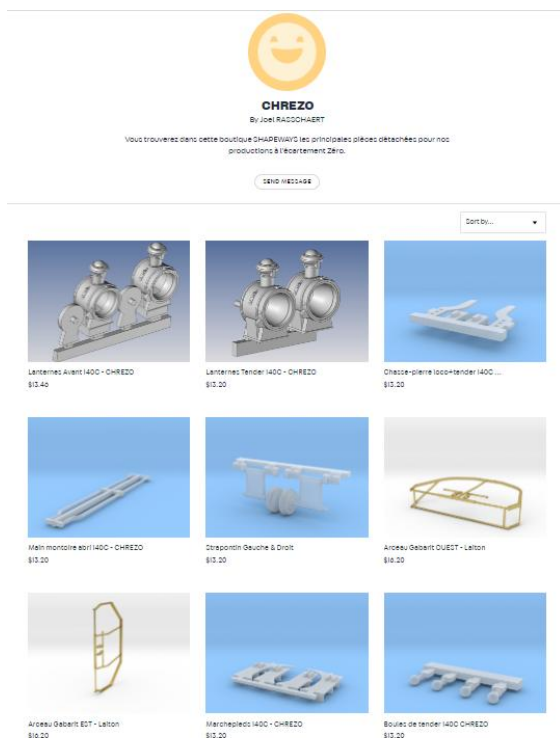 CHREZO
By Joel RASSCHAERT
Vous trouverez dans cette boutique SHAPEWAYS les principales pièces détachées pour nos
productions à l'écartement Zéro.
SEND MESSAGE
Sort by...
Lanternes Avant 140C - CHREZO
$13.46
Lanternes Tender 140C - CHREZO
$13.20
Chasse-pierre loco+tender 140C ...
$13.20
Main montoire abri 140C - CHREZO
$13.20
Strapontin Gauche & Droit
$13.20
Arceau Gabarit OUEST - Laiton
$16.20
Arceau Gabarit EST - Laiton
$16.20
Marchepieds 140C - CHREZO
$13.20
Boules de tender 140C CHREZO
$13.20